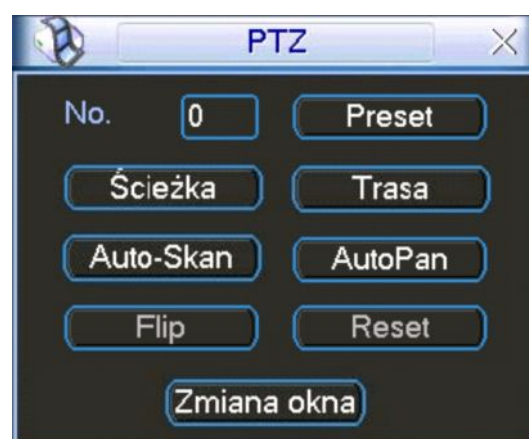 PTZ
No. 0 Preset
Ścieżka Trasa
Auto-Skan AutoPan
Flip Reset
Zmiana okna